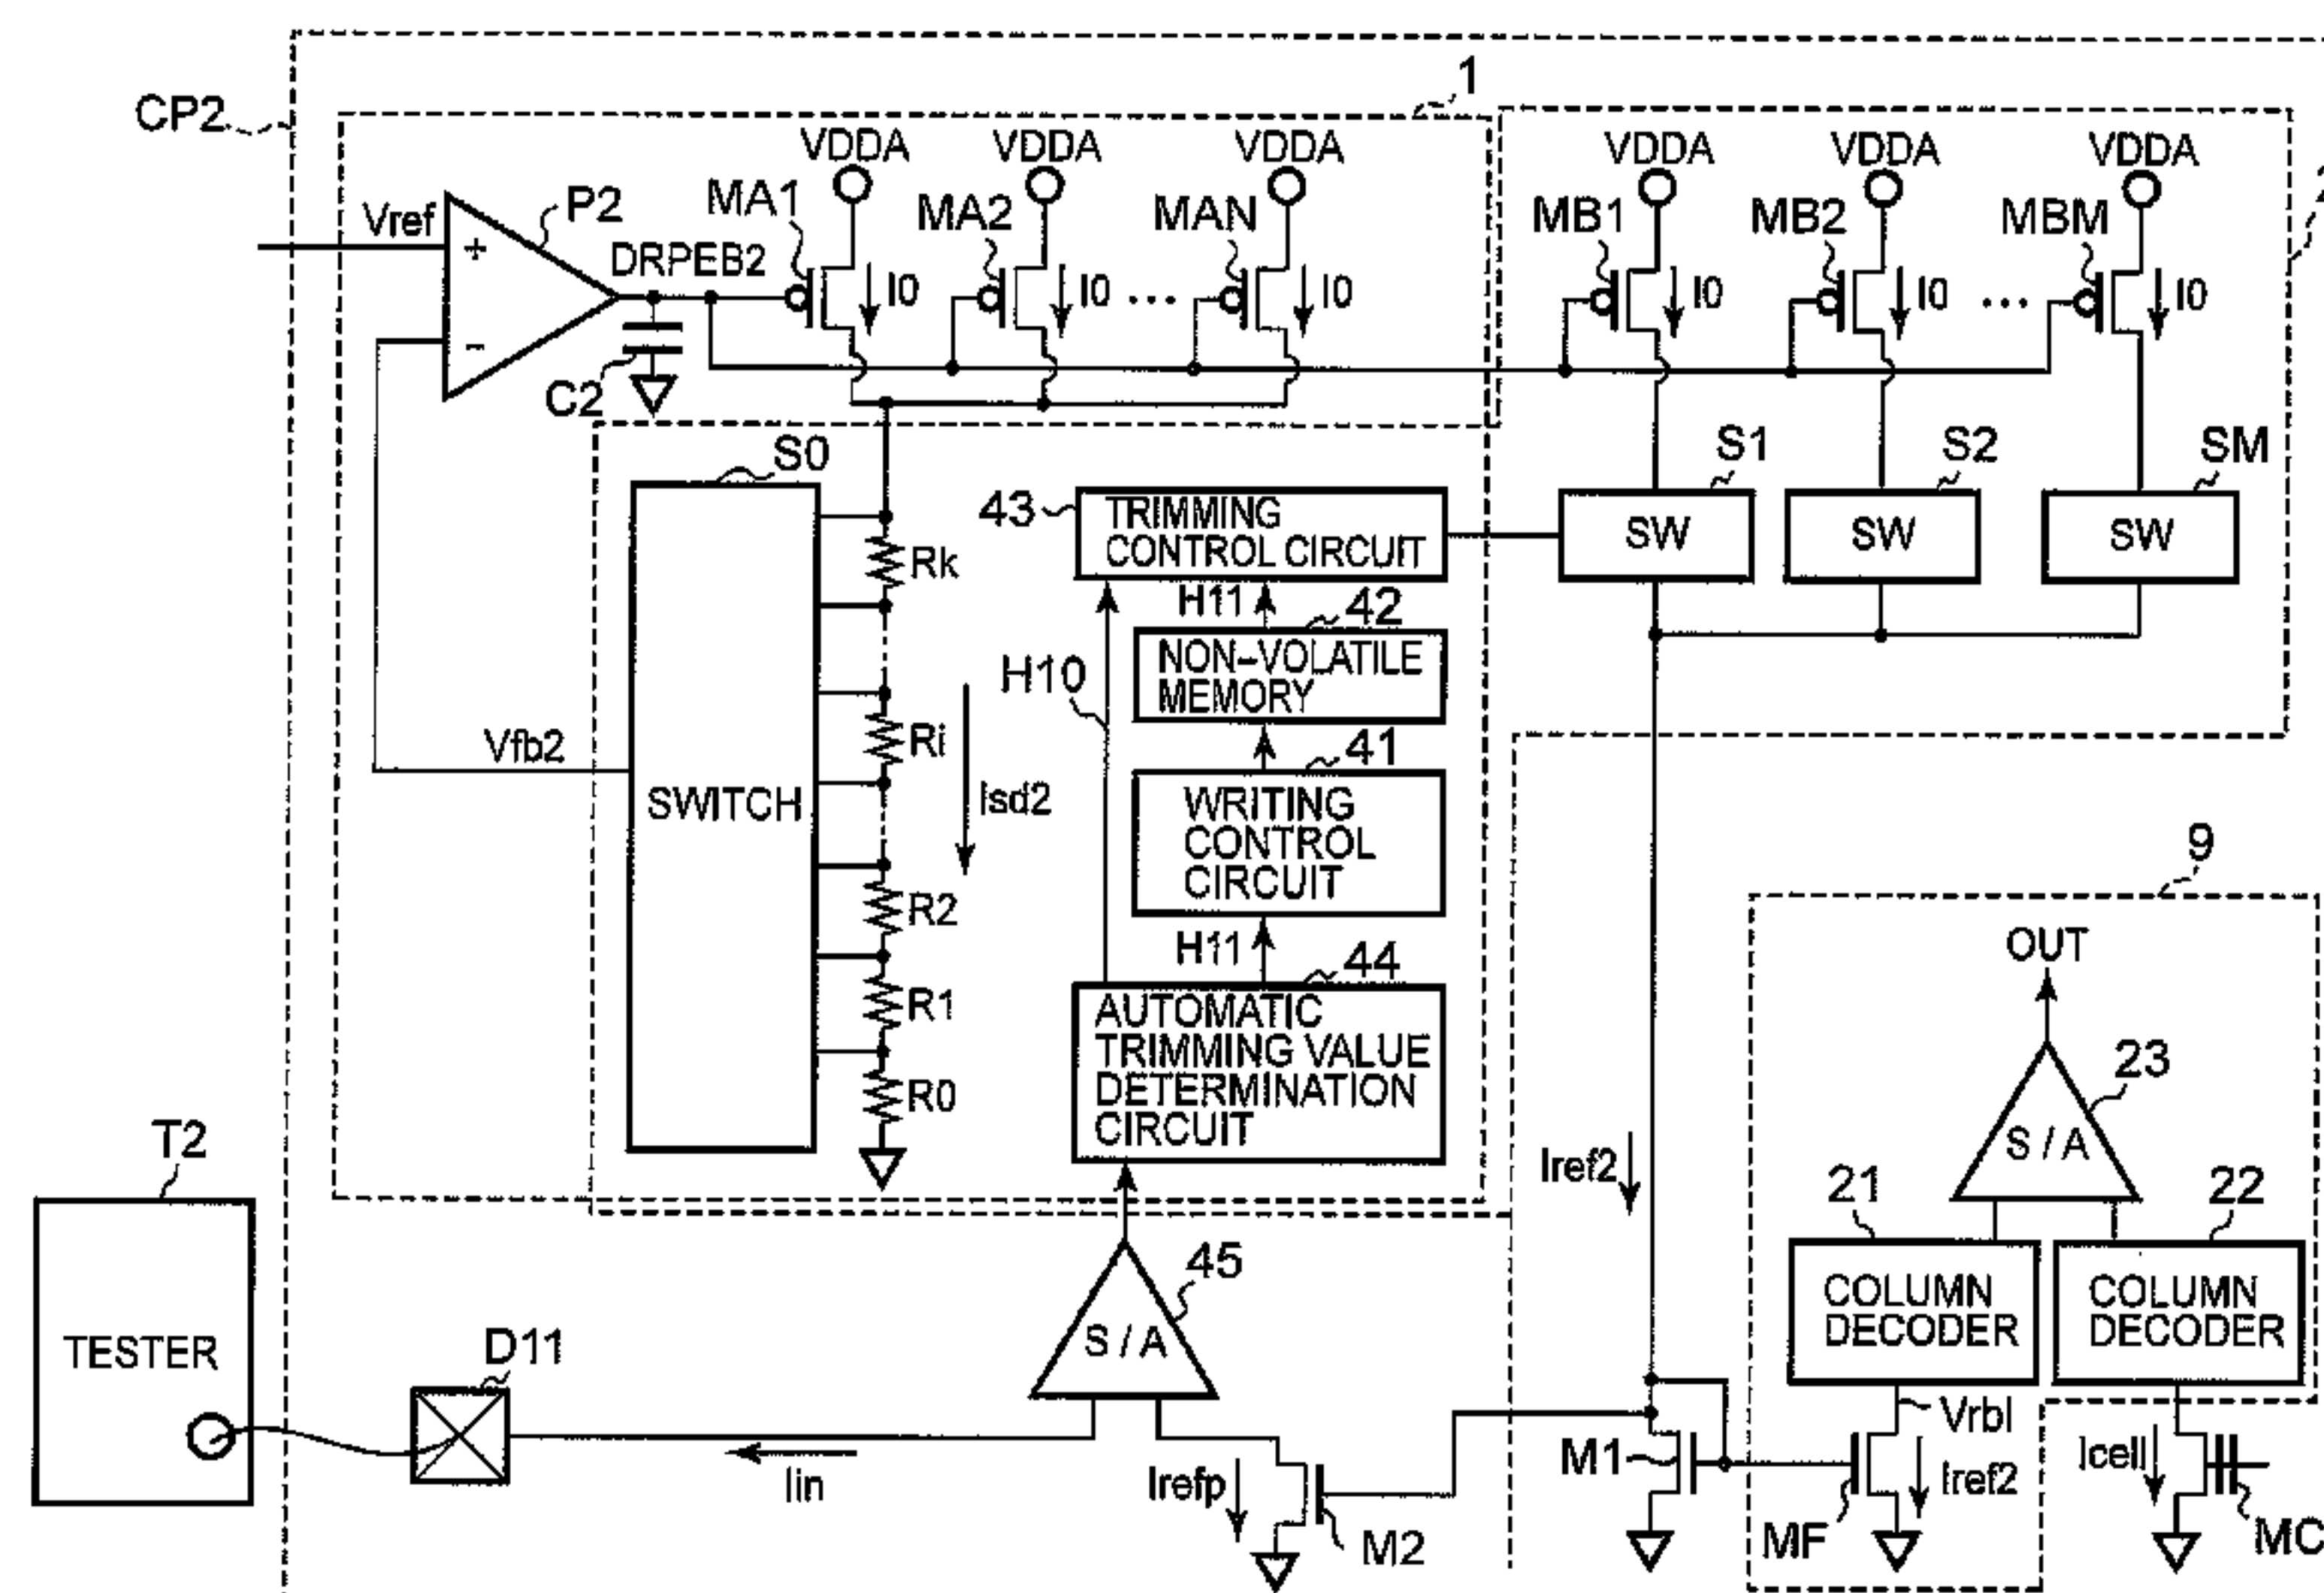 CP2
1
VDDA
VDDA
VDDA
VDDA
VDDA
VDDA
2
Vref
P2
MA1
MA2
MAN
MB1
MB2
MBM
+
-
DRPEB2
I0
I0
...
I0
I0
I0
...
I0
C2
S0
S1
S2
SM
43
TRIMMING
CONTROL CIRCUIT
SW
SW
SW
Rk
H11
42
H10
NON-VOLATILE
MEMORY
Ri
Vfb2
SWITCH
Isd2
41
WRITING
CONTROL
CIRCUIT
9
R2
H11
44
OUT
R1
AUTOMATIC
TRIMMING VALUE
DETERMINATION
CIRCUIT
R0
23
S / A
T2
Iref2
21
22
45
TESTER
D11
S / A
COLUMN
DECODER
COLUMN
DECODER
Iin
Irefp
M2
M1
Vrbl
Iref2
Icell
MF
MC